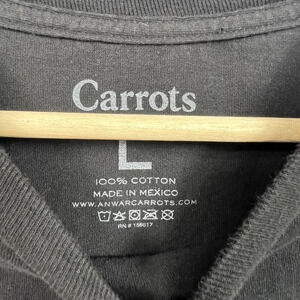 Carrots
L
100% COTTON
MADE IN MEXICO
WWW.ANWARCARROTS.COM
RN # 156617